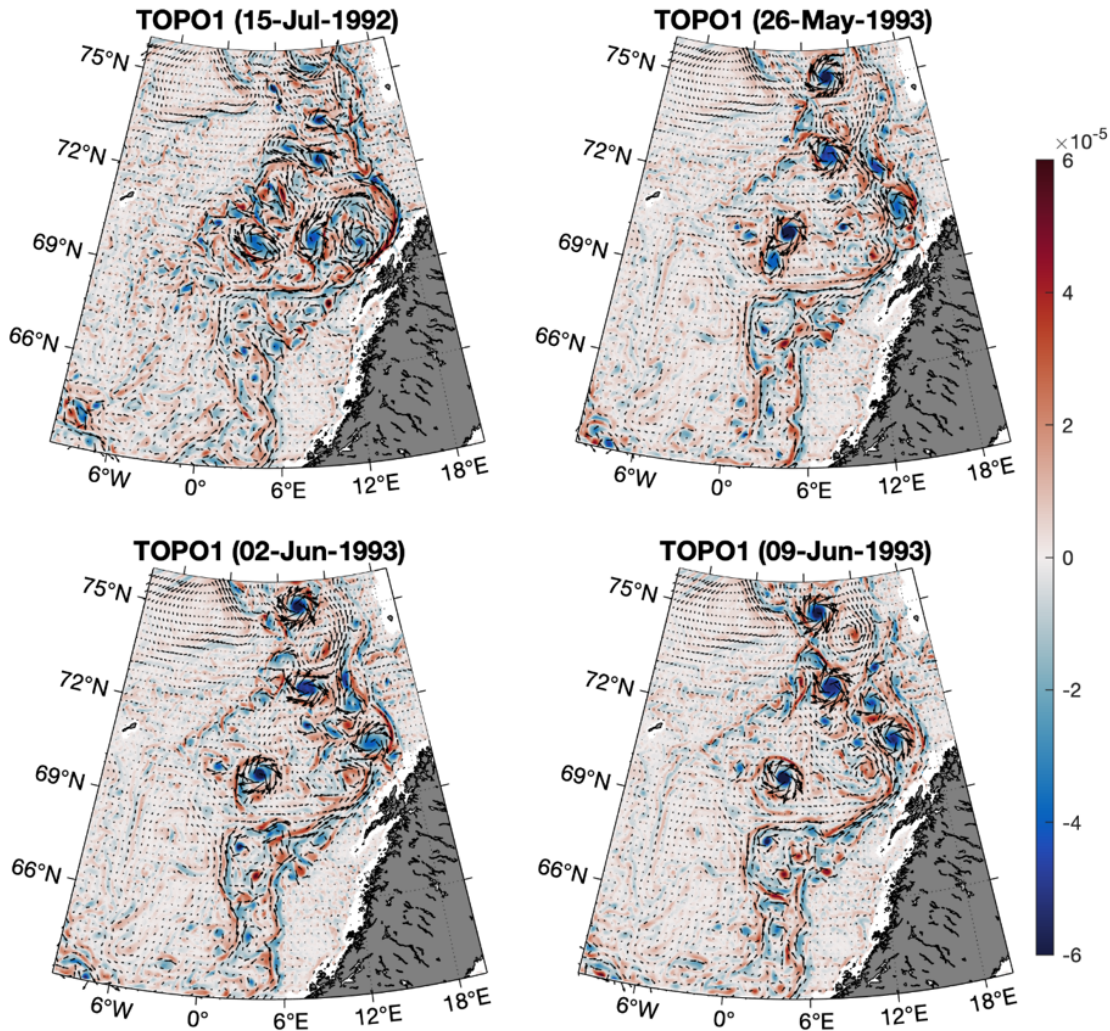 TOPO1 (15-Jul-1992)
TOPO1 (26-May-1993)
75°N
72°N
69°N
66°N
6°W
0°
6°E
12°E
18°E
75°N
72°N
69°N
66°N
6°W
0°
6°E
12°E
18°E
×10⁻⁵
6
4
2
0
-2
-4
-6
TOPO1 (02-Jun-1993)
TOPO1 (09-Jun-1993)
75°N
72°N
69°N
66°N
6°W
0°
6°E
12°E
18°E
75°N
72°N
69°N
66°N
6°W
0°
6°E
12°E
18°E